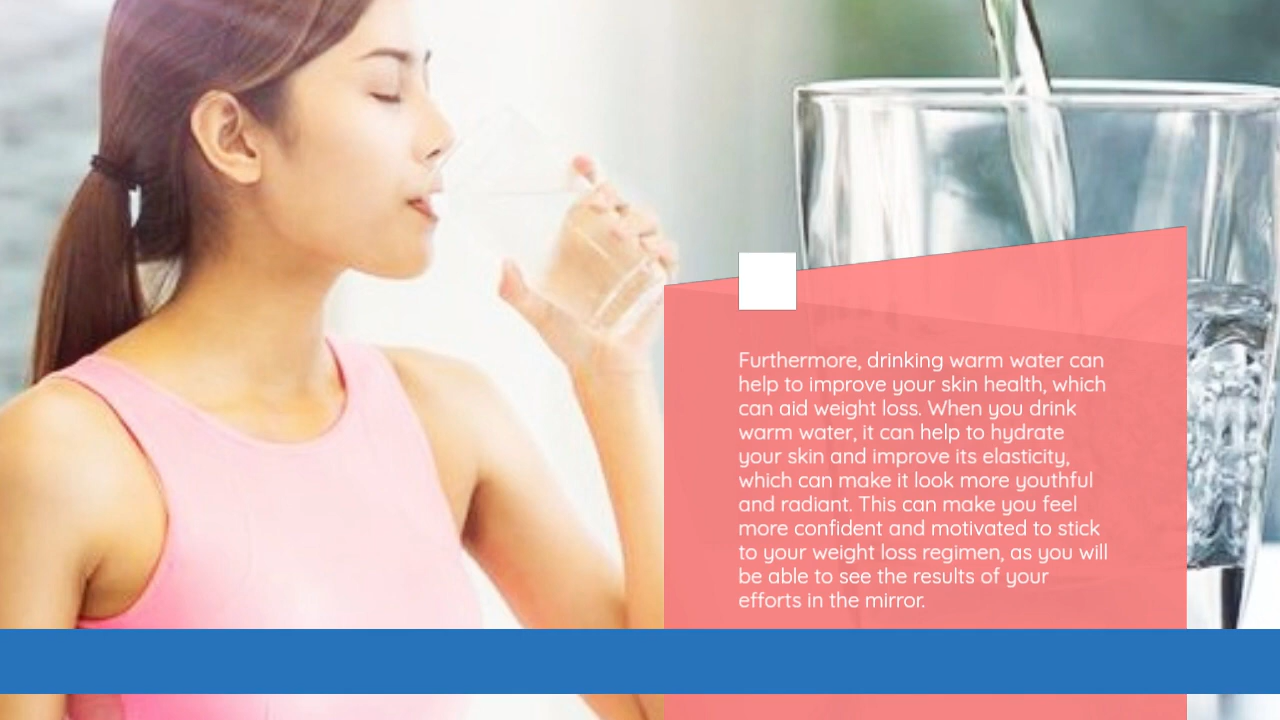 Furthermore, drinking warm water can
help to improve your skin health, which
can aid weight loss. When you drink
warm water, it can help to hydrate
your skin and improve its elasticity,
which can make it look more youthful
and radiant. This can make you feel
more confident and motivated to stick
to your weight loss regimen, as you will
be able to see the results of your
efforts in the mirror.